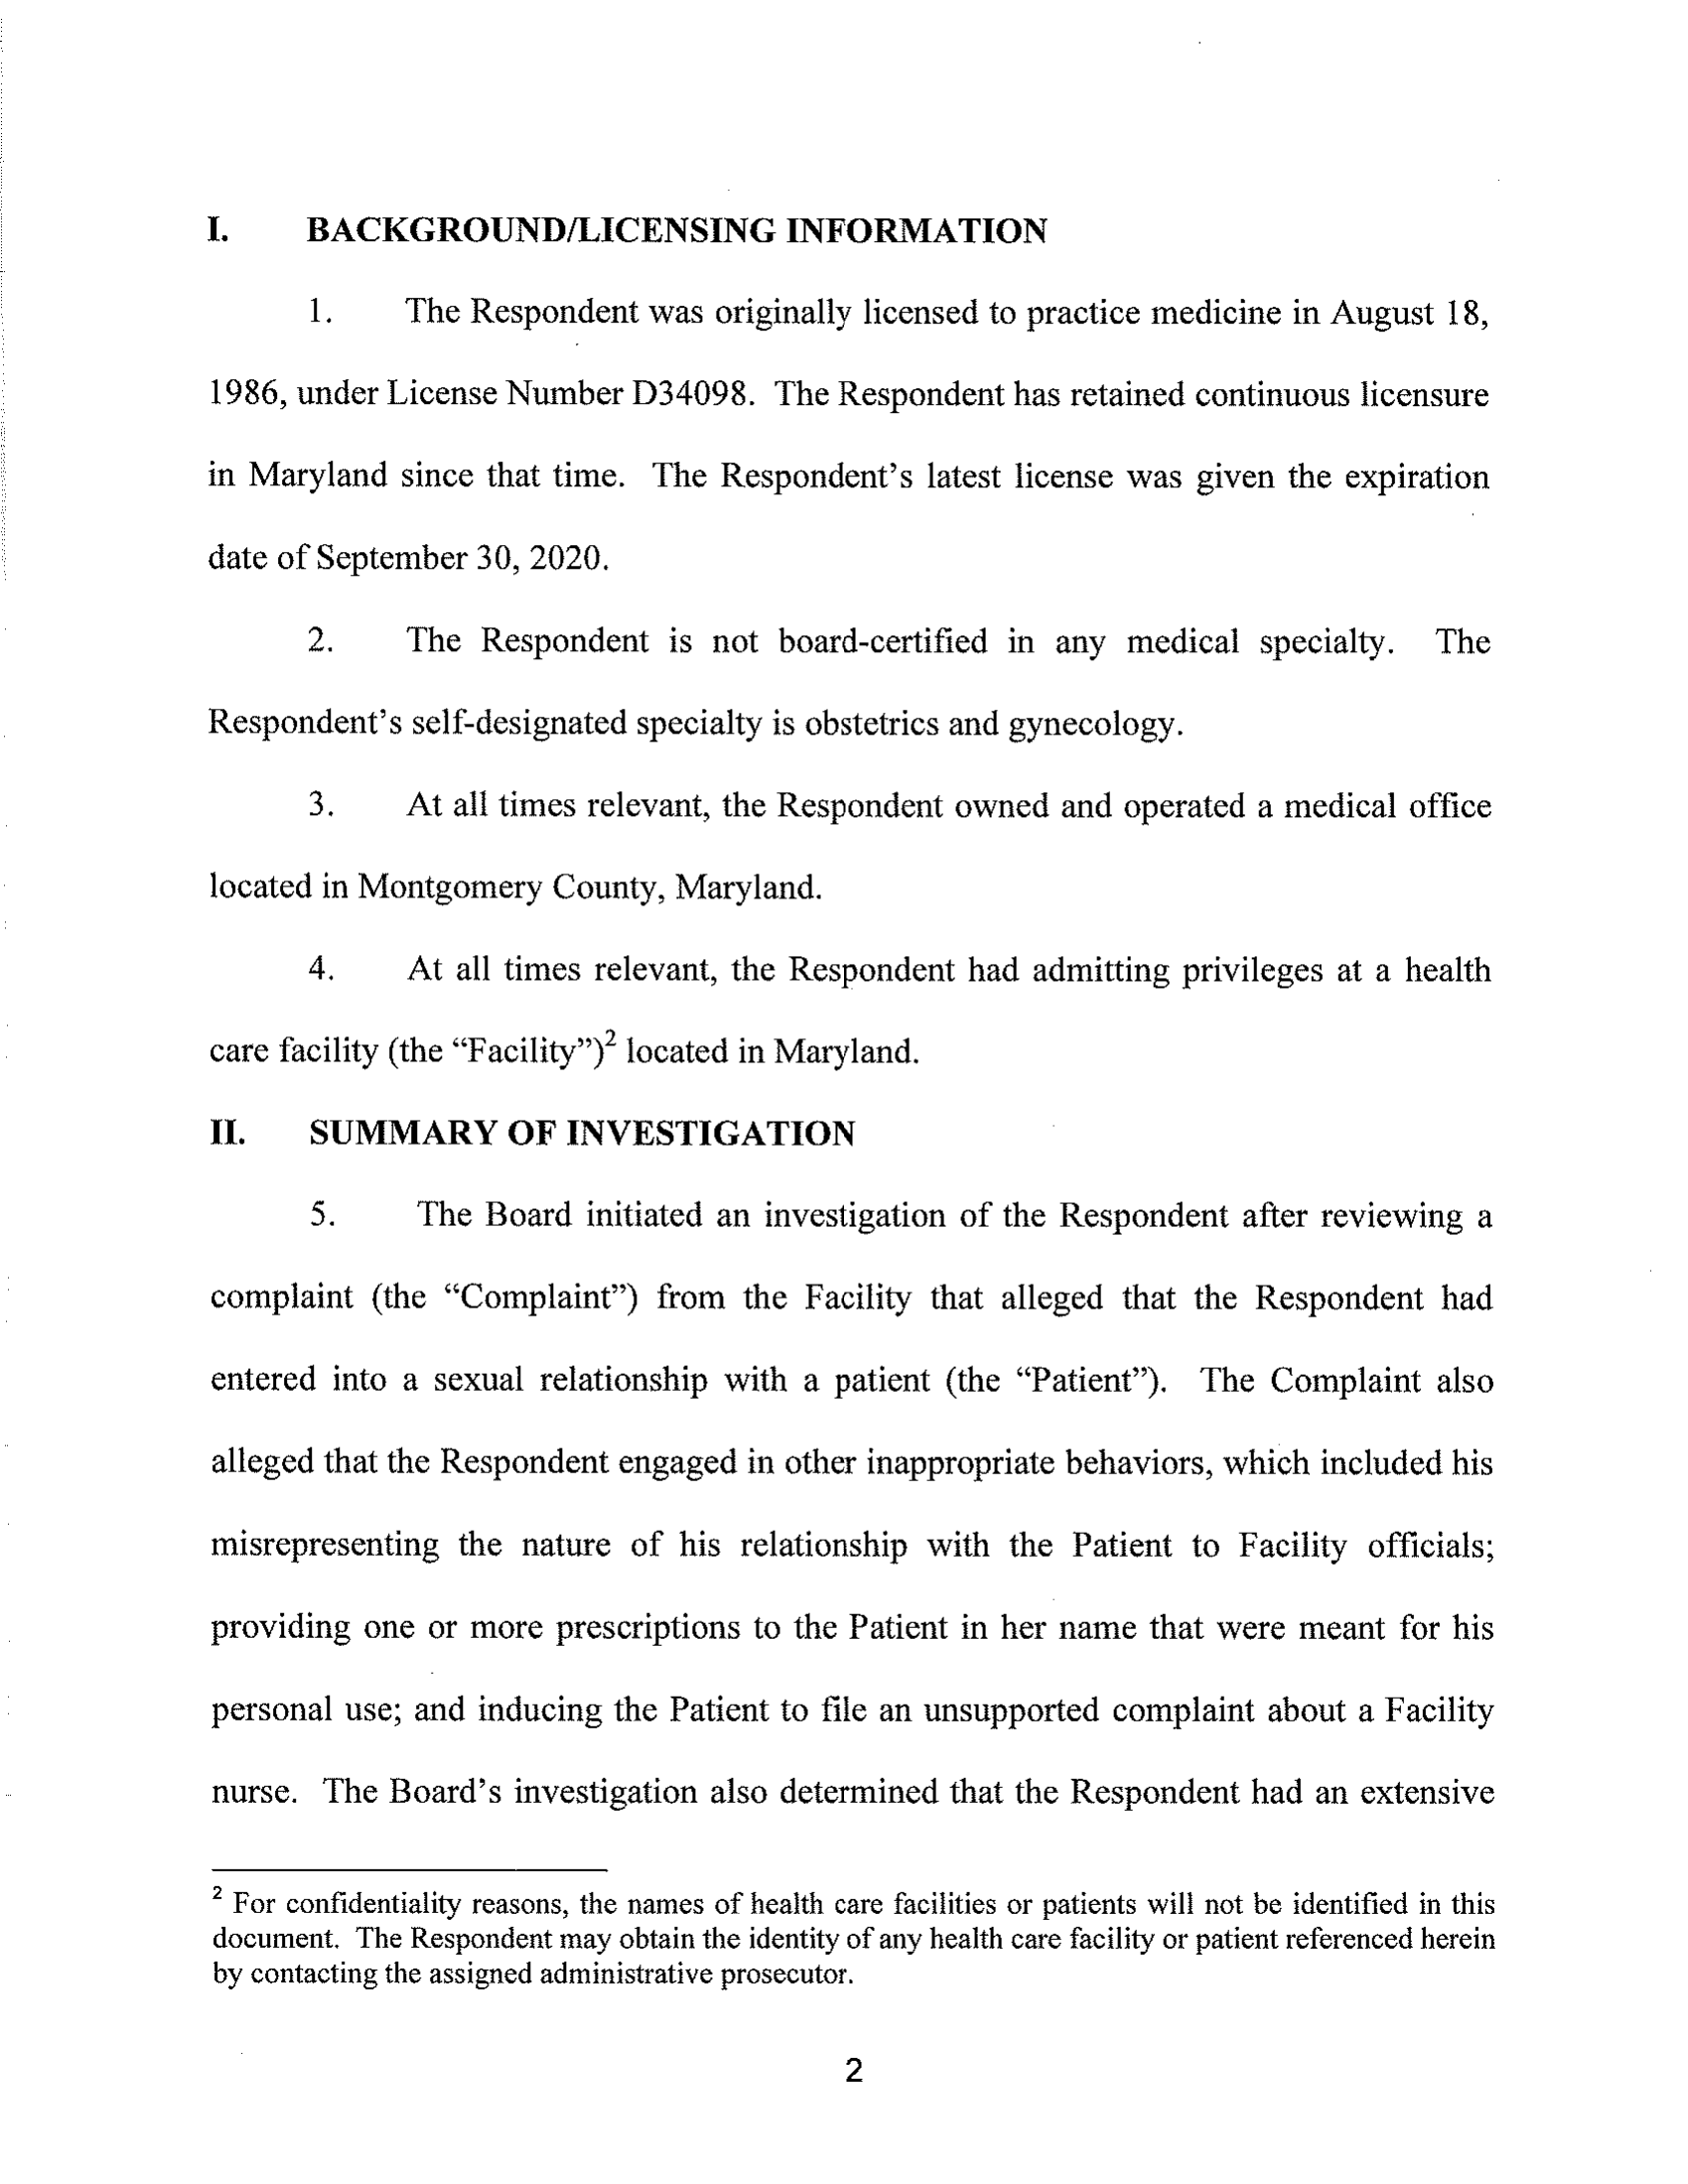 I. BACKGROUND/LICENSING INFORMATION
1. The Respondent was originally licensed to practice medicine in August 18,
1986, under License Number D34098. The Respondent has retained continuous licensure
in Maryland since that time. The Respondent's latest license was given the expiration
date of September 30, 2020.
2. The Respondent is not board-certified in any medical specialty. The
Respondent's self-designated specialty is obstetrics and gynecology.
3. At all times relevant, the Respondent owned and operated a medical office
located in Montgomery County, Maryland.
4. At all times relevant, the Respondent had admitting privileges at a health
care facility (the “Facility”)² located in Maryland.
II. SUMMARY OF INVESTIGATION
5. The Board initiated an investigation of the Respondent after reviewing a
complaint (the “Complaint”) from the Facility that alleged that the Respondent had
entered into a sexual relationship with a patient (the “Patient”). The Complaint also
alleged that the Respondent engaged in other inappropriate behaviors, which included his
misrepresenting the nature of his relationship with the Patient to Facility officials;
providing one or more prescriptions to the Patient in her name that were meant for his
personal use; and inducing the Patient to file an unsupported complaint about a Facility
nurse. The Board's investigation also determined that the Respondent had an extensive
² For confidentiality reasons, the names of health care facilities or patients will not be identified in this
document. The Respondent may obtain the identity of any health care facility or patient referenced herein
by contacting the assigned administrative prosecutor.
2